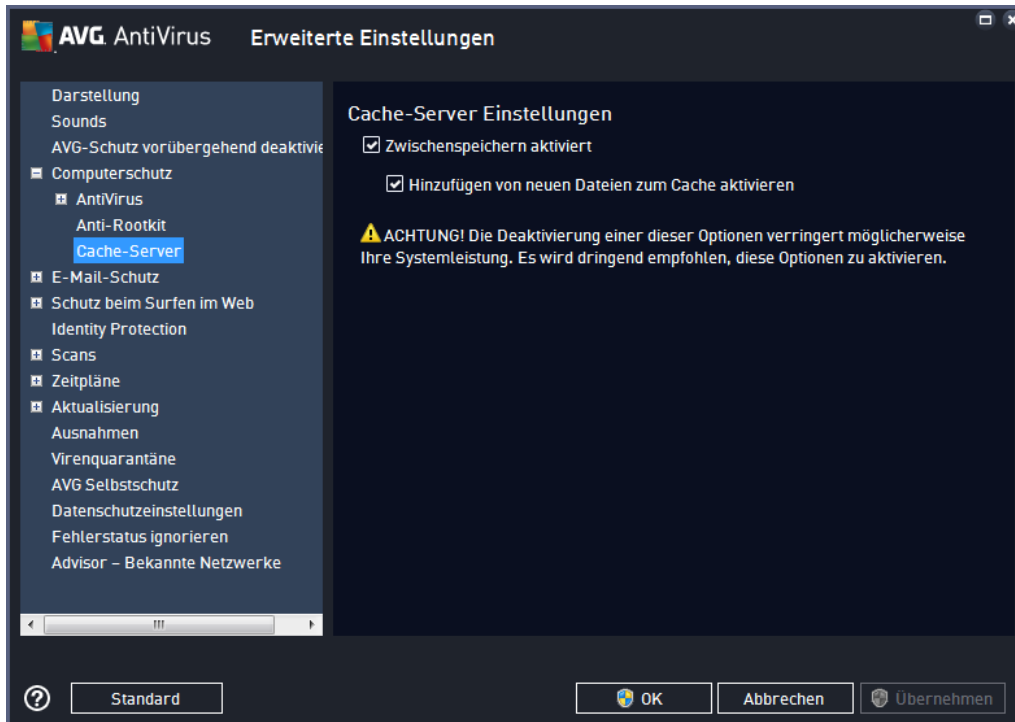 AVG. AntiVirus Erweiterte Einstellungen
Darstellung
Sounds
AVG-Schutz vorübergehend deaktivie
Computerschutz
AntiVirus
Anti-Rootkit
Cache-Server
E-Mail-Schutz
Schutz beim Surfen im Web
Identity Protection
Scans
Zeitpläne
Aktualisierung
Ausnahmen
Virenquarantäne
AVG Selbstschutz
Datenschutzeinstellungen
Fehlerstatus ignorieren
Advisor – Bekannte Netzwerke
Cache-Server Einstellungen
Zwischenspeichern aktiviert
Hinzufügen von neuen Dateien zum Cache aktivieren
ACHTUNG! Die Deaktivierung einer dieser Optionen verringert möglicherweise
Ihre Systemleistung. Es wird dringend empfohlen, diese Optionen zu aktivieren.
Standard
OK
Abbrechen
Übernehmen